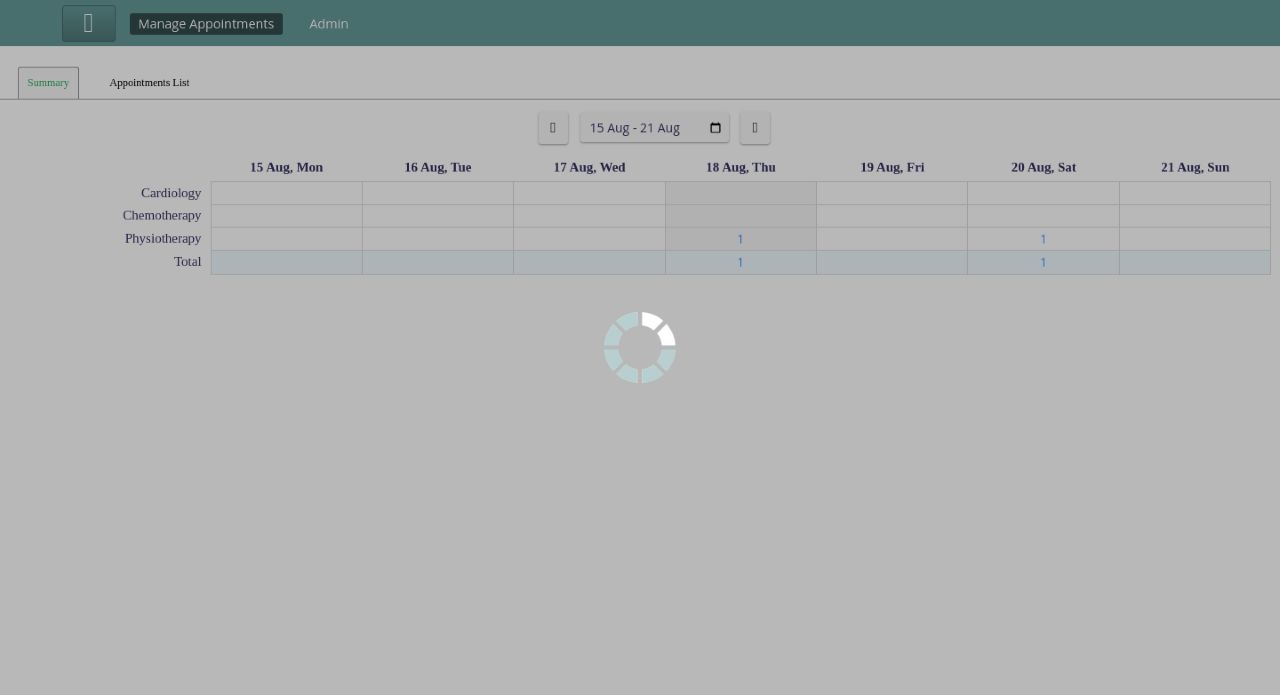 Manage Appointments Admin
Summary Appointments List
15 Aug - 21 Aug
15 Aug, Mon 16 Aug, Tue 17 Aug, Wed 18 Aug, Thu 19 Aug, Fri 20 Aug, Sat 21 Aug, Sun
Cardiology
Chemotherapy
Physiotherapy 1 1
Total 1 1